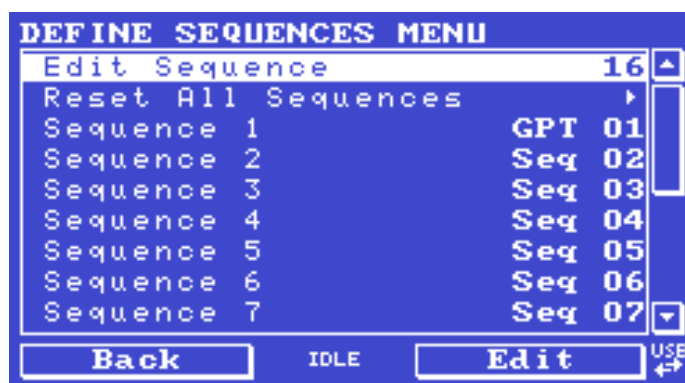 DEFINE SEQUENCES MENU
Edit Sequence 16
Reset All Sequences
Sequence 1 GPT 01
Sequence 2 Seq 02
Sequence 3 Seq 03
Sequence 4 Seq 04
Sequence 5 Seq 05
Sequence 6 Seq 06
Sequence 7 Seq 07
Back IDLE Edit USE